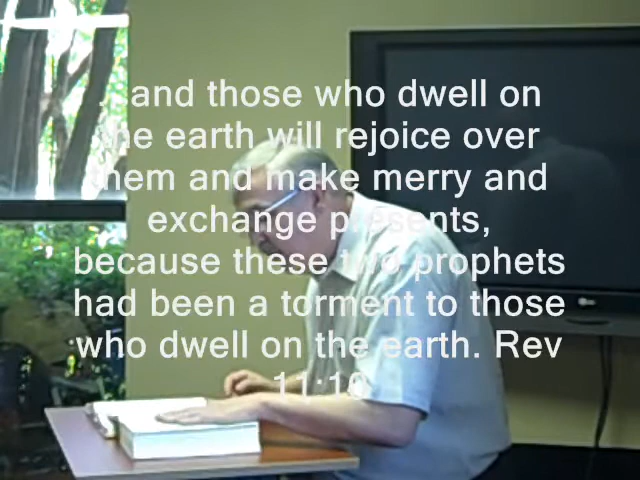 ...and those who dwell on
the earth will rejoice over
them and make merry and
exchange presents,
because these two prophets
had been a torment to those
who dwell on the earth. Rev
11:10